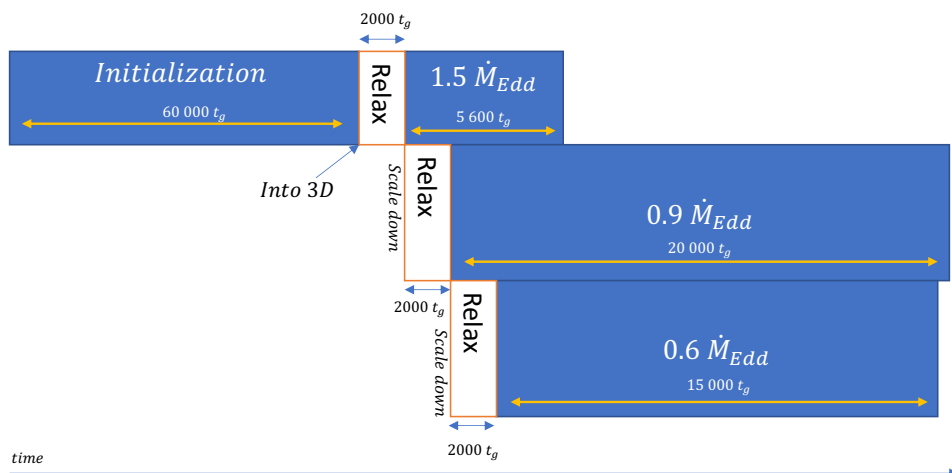 2000 t_g
Initialization
60 000 t_g
Relax
1.5 Ṁ_Edd
5 600 t_g
Into 3D
Scale down
Relax
0.9 Ṁ_Edd
20 000 t_g
2000 t_g
Scale down
Relax
0.6 Ṁ_Edd
15 000 t_g
2000 t_g
time